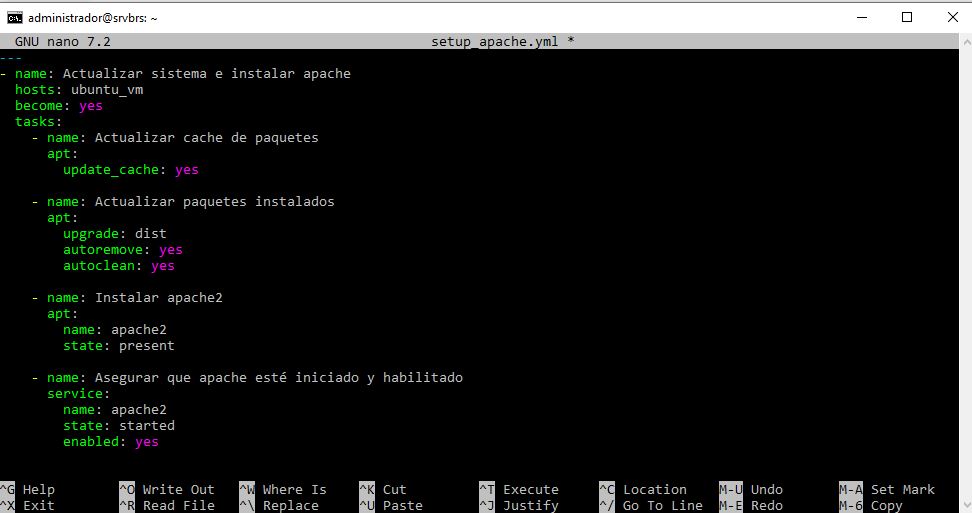 administrador@srvbrs: ~
GNU nano 7.2 setup_apache.yml *
---
- name: Actualizar sistema e instalar apache
  hosts: ubuntu_vm
  become: yes
  tasks:
    - name: Actualizar cache de paquetes
      apt:
        update_cache: yes

    - name: Actualizar paquetes instalados
      apt:
        upgrade: dist
        autoremove: yes
        autoclean: yes

    - name: Instalar apache2
      apt:
        name: apache2
        state: present

    - name: Asegurar que apache esté iniciado y habilitado
      service:
        name: apache2
        state: started
        enabled: yes

^G Help ^O Write Out ^W Where Is ^K Cut ^T Execute ^C Location M-U Undo M-A Set Mark
^X Exit ^R Read File ^\ Replace ^U Paste ^J Justify ^/ Go To Line M-E Redo M-6 Copy